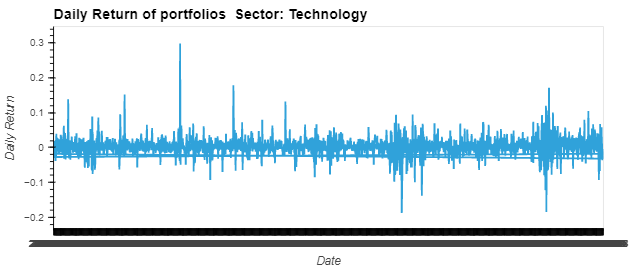 Daily Return of portfolios  Sector: Technology
Daily Return
0.3
0.2
0.1
0
−0.1
−0.2
Date